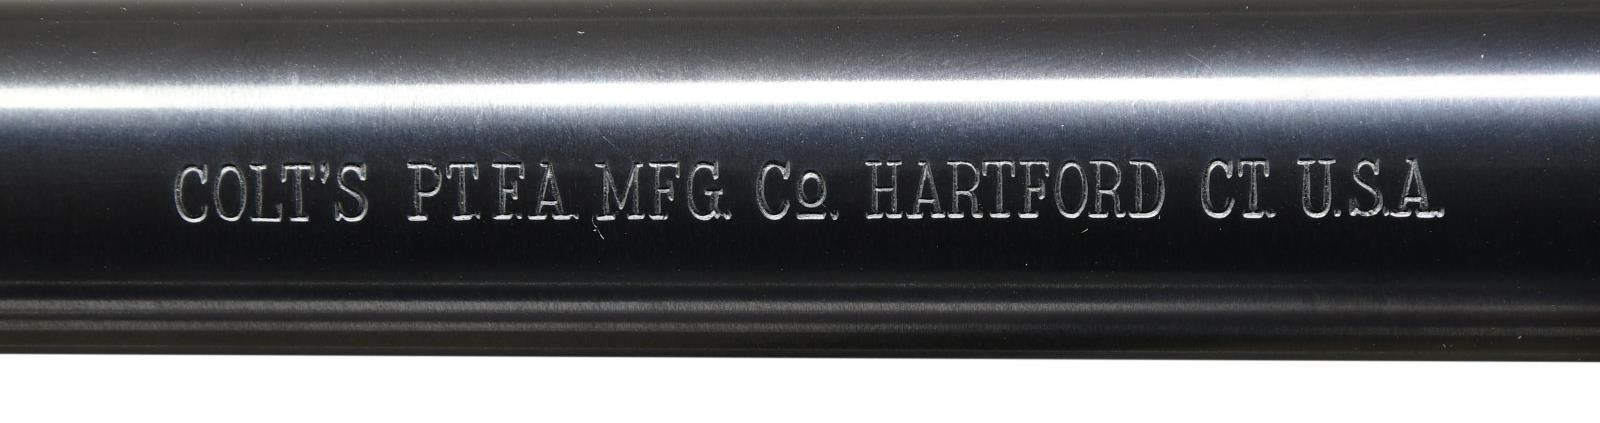 COLT'S PT.F.A. MFG. Co. HARTFORD CT. U.S.A.